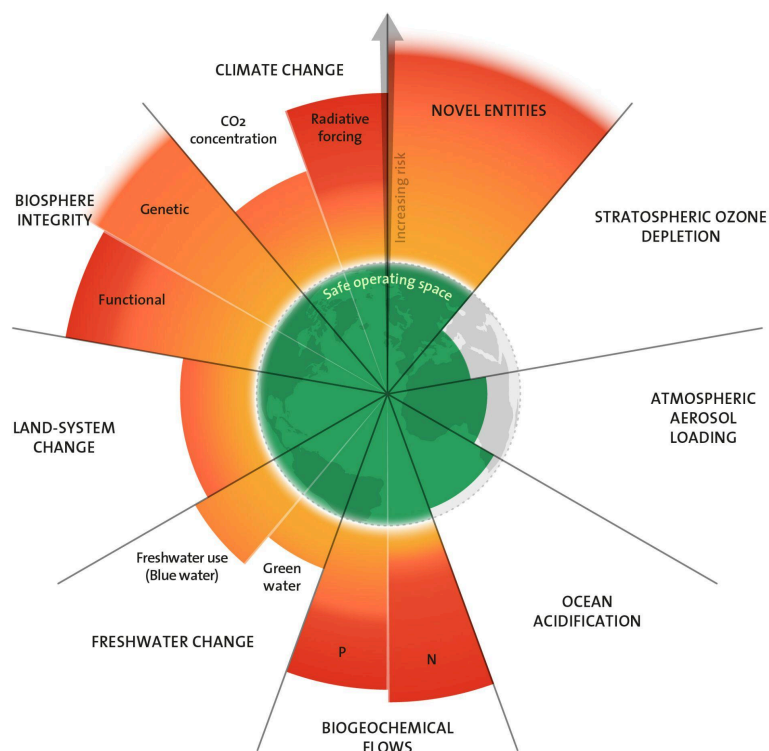 CLIMATE CHANGE
CO2
concentration
Radiative
forcing
NOVEL ENTITIES
Increasing risk
BIOSPHERE
INTEGRITY
Genetic
Functional
STRATOSPHERIC OZONE
DEPLETION
Safe operating space
LAND-SYSTEM
CHANGE
ATMOSPHERIC
AEROSOL
LOADING
Freshwater use
(Blue water)
Green
water
FRESHWATER CHANGE
OCEAN
ACIDIFICATION
P
N
BIOGEOCHEMICAL
FLOWS